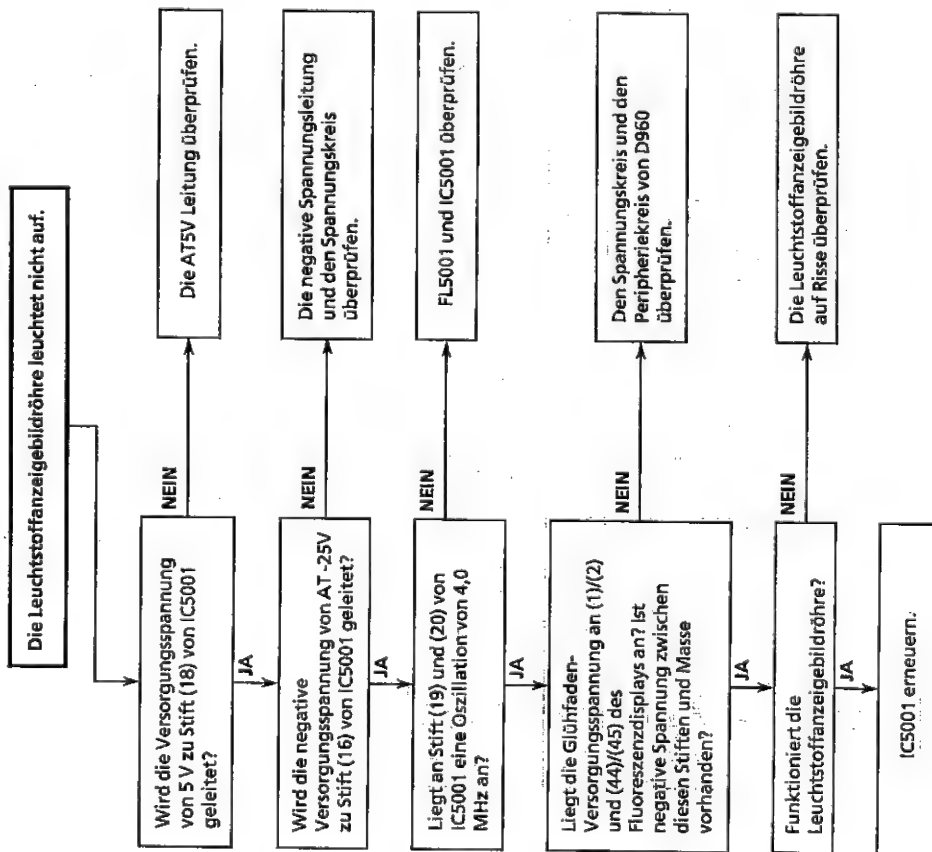 Die Leuchtstoffanzeigebildröhre leuchtet nicht auf.
Wird die Versorgungsspannung
von 5 V zu Stift (18) von IC5001
geleitet?
NEIN
Die AT5V Leitung überprüfen.
JA
Wird die negative
Versorgungsspannung von AT -25V
zu Stift (16) von IC5001 geleitet?
NEIN
Die negative Spannungsleitung
und den Spannungskreis
überprüfen.
JA
Liegt an Stift (19) und (20) von
IC5001 eine Oszillation von 4,0
MHz an?
NEIN
FL5001 und IC5001 überprüfen.
JA
Liegt die Glühfaden-
Versorgungsspannung an (1)/(2)
und (44)/(45) des
Fluoreszenzdisplays an? Ist
negative Spannung zwischen
diesen Stiften und Masse
vorhanden?
NEIN
Den Spannungskreis und den
Peripheriekreis von D960
überprüfen.
JA
Funktioniert die
Leuchtstoffanzeigebildröhre?
NEIN
Die Leuchtstoffanzeigebildröhre
auf Risse überprüfen.
JA
IC5001 erneuern.